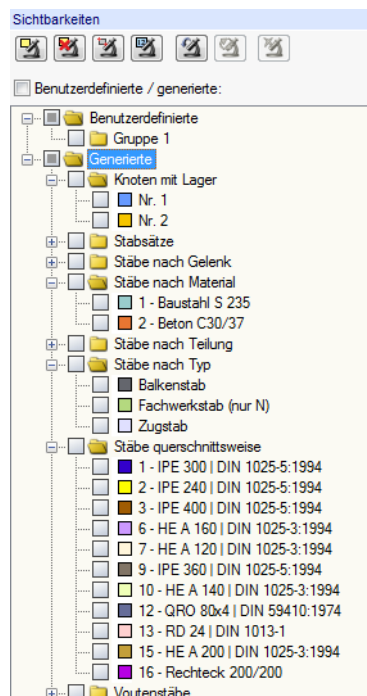 Sichtbarkeiten
Benutzerdefinierte / generierte:
Benutzerdefinierte
Gruppe 1
Generierte
Knoten mit Lager
Nr. 1
Nr. 2
Stabsätze
Stäbe nach Gelenk
Stäbe nach Material
1 - Baustahl S 235
2 - Beton C30/37
Stäbe nach Teilung
Stäbe nach Typ
Balkenstab
Fachwerkstab (nur N)
Zugstab
Stäbe querschnittsweise
1 - IPE 300 | DIN 1025-5:1994
2 - IPE 240 | DIN 1025-5:1994
3 - IPE 400 | DIN 1025-5:1994
6 - HE A 160 | DIN 1025-3:1994
7 - HE A 120 | DIN 1025-3:1994
9 - IPE 360 | DIN 1025-5:1994
10 - HE A 140 | DIN 1025-3:1994
12 - QRO 80x4 | DIN 59410:1974
13 - RD 24 | DIN 1013-1
15 - HE A 200 | DIN 1025-3:1994
16 - Rechteck 200/200
Voutenstäbe